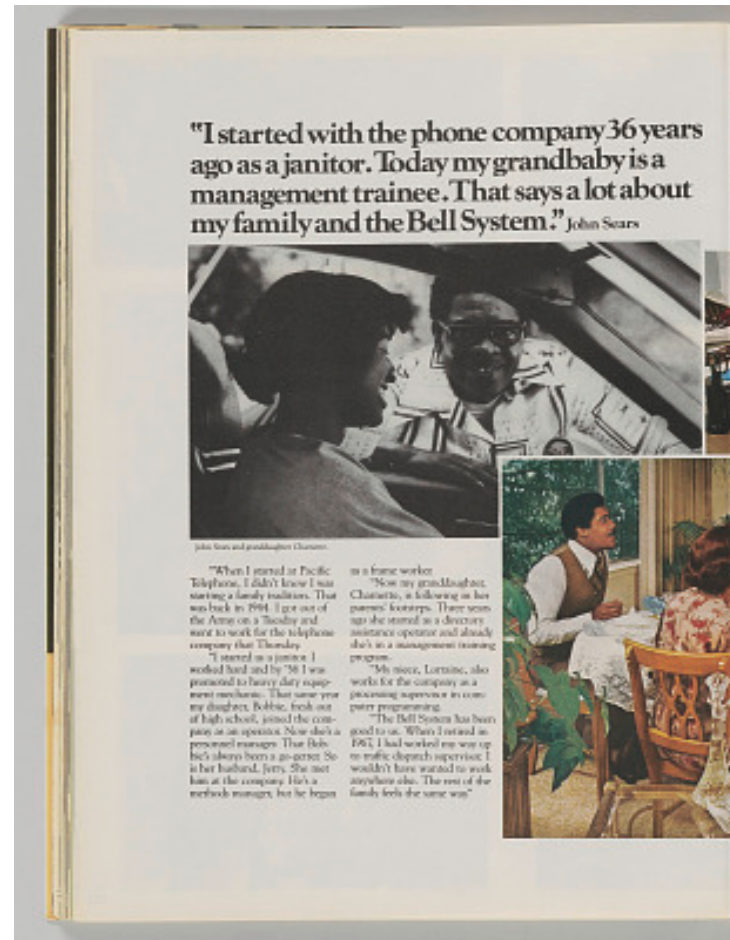 "I started with the phone company 36 years
ago as a janitor. Today my grandbaby is a
management trainee. That says a lot about
my family and the Bell System." John Sears
John Sears and granddaughter Charnette.
"When I started at Pacific
Telephone, I didn't know I was
starting a family tradition. That
was back in 1944. I got out of
the Army on a Tuesday and
went to work for the telephone
company that Thursday.
"I started as a janitor. I
worked hard and by '56 I was
promoted to heavy duty equip-
ment mechanic. That same year
my daughter, Bobbie, fresh out
of high school, joined the com-
pany as an operator. Now she's a
personnel manager. That Bob-
bie's always been a go-getter. So
is her husband, Jerry. She met
him at the company. He's a
methods manager, but he began
as a frame worker.
"Now my granddaughter,
Charnette, is following in her
parents' footsteps. Three years
ago she started as a directory
assistance operator and already
she's in a management training
program.
"My niece, Lorraine, also
works for the company as a
processing supervisor in com-
puter programming.
"The Bell System has been
good to us. When I retired in
1967, I had worked my way up
to traffic dispatch supervisor. I
wouldn't have wanted to work
anywhere else. The rest of the
family feels the same way."